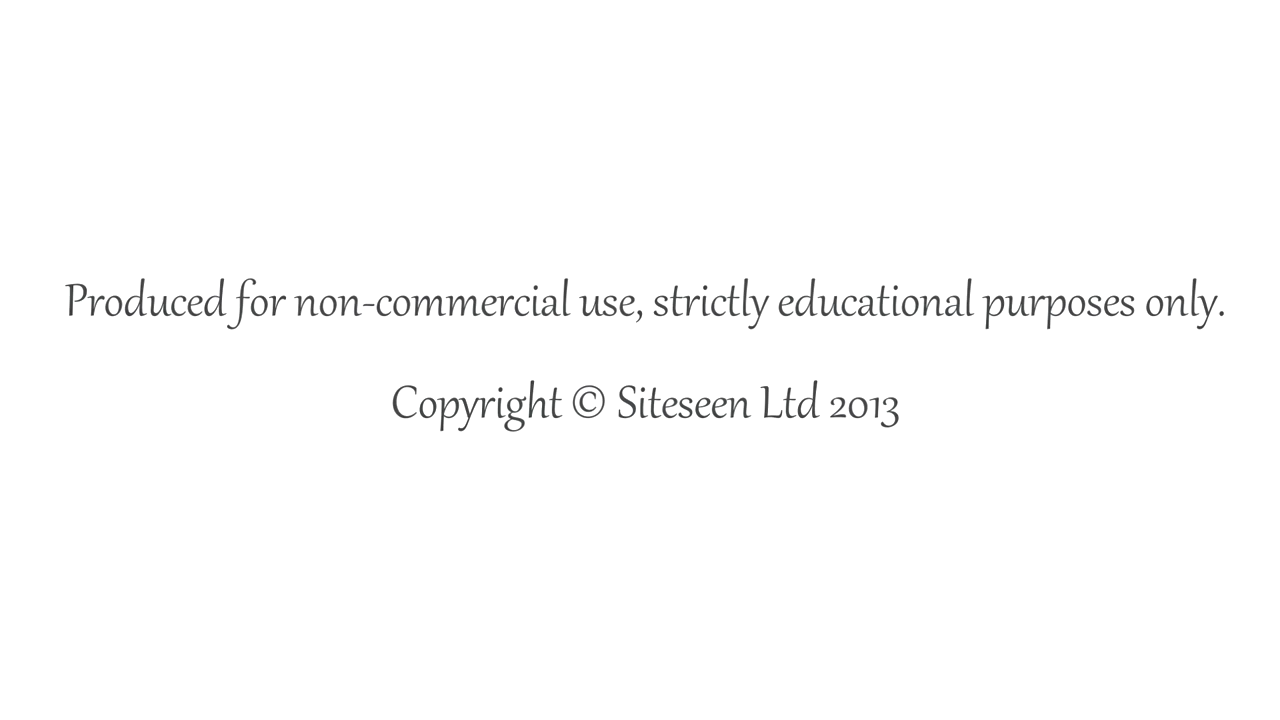 Produced for non-commercial use, strictly educational purposes only.
Copyright © Siteseen Ltd 2013